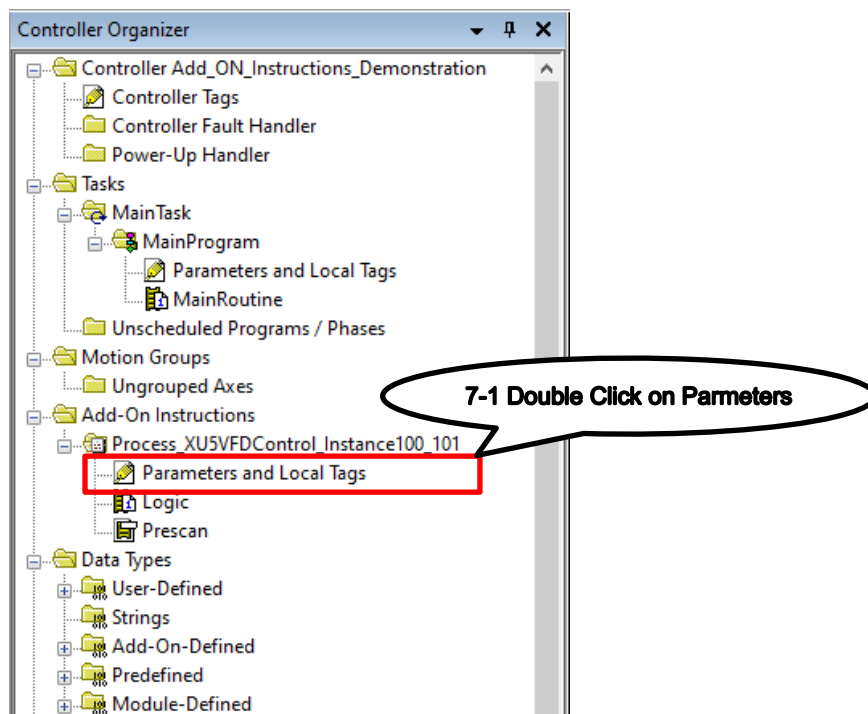 Controller Organizer
Controller Add_ON_Instructions_Demonstration
Controller Tags
Controller Fault Handler
Power-Up Handler
Tasks
MainTask
MainProgram
Parameters and Local Tags
MainRoutine
Unscheduled Programs / Phases
Motion Groups
Ungrouped Axes
7-1 Double Click on Parmeters
Add-On Instructions
Process_XU5VFDControl_Instance100_101
Parameters and Local Tags
Logic
Prescan
Data Types
User-Defined
Strings
Add-On-Defined
Predefined
Module-Defined